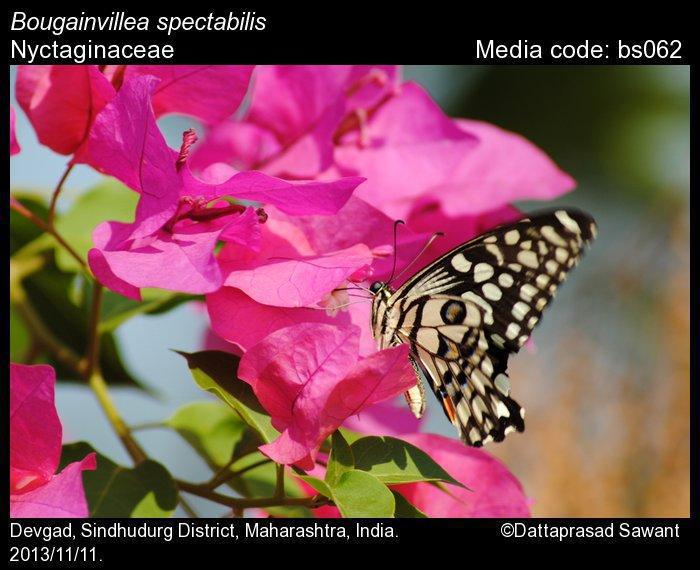 Bougainvillea spectabilis
Nyctaginaceae Media code: bs062
Devgad, Sindhudurg District, Maharashtra, India. ©Dattaprasad Sawant
2013/11/11.